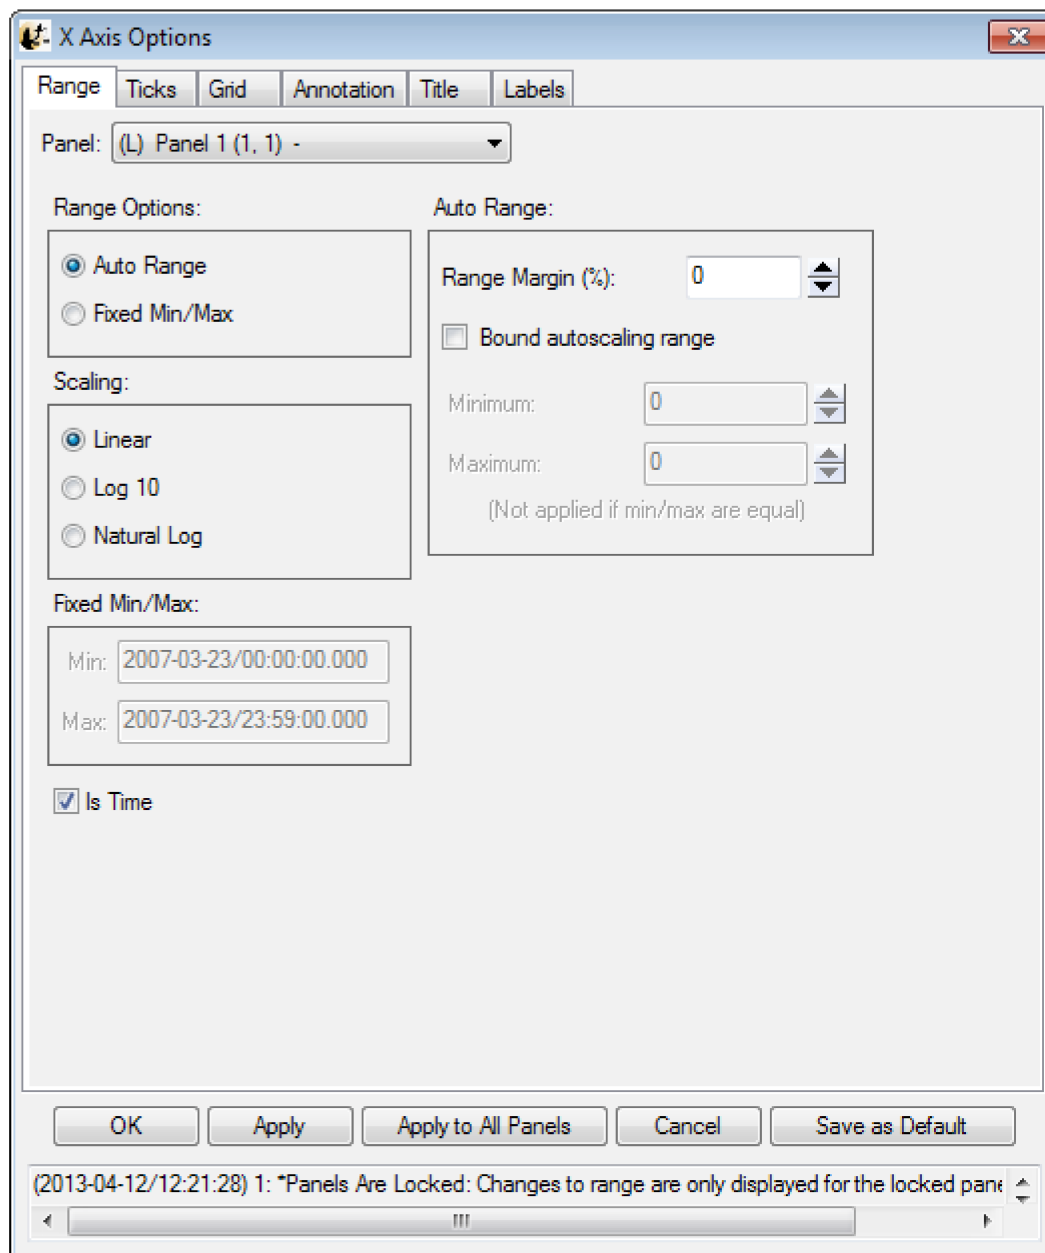 X Axis Options
Range Ticks Grid Annotation Title Labels
Panel: (L) Panel 1 (1, 1) -
Range Options:
Auto Range
Fixed Min/Max
Auto Range:
Range Margin (%): 0
Bound autoscaling range
Minimum: 0
Maximum: 0
(Not applied if min/max are equal)
Scaling:
Linear
Log 10
Natural Log
Fixed Min/Max:
Min: 2007-03-23/00:00:00.000
Max: 2007-03-23/23:59:00.000
Is Time
OK Apply Apply to All Panels Cancel Save as Default
(2013-04-12/12:21:28) 1: *Panels Are Locked: Changes to range are only displayed for the locked pane